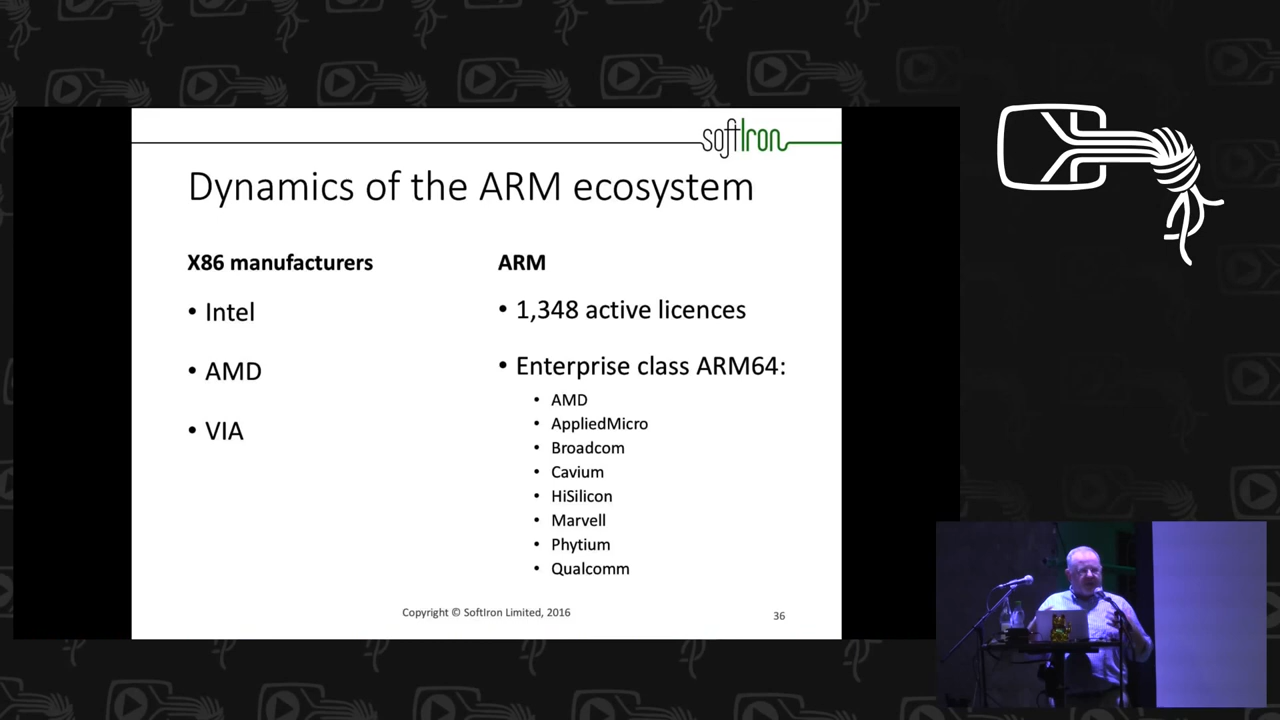 softIron
Dynamics of the ARM ecosystem
X86 manufacturers
• Intel
• AMD
• VIA
ARM
• 1,348 active licences
• Enterprise class ARM64:
• AMD
• AppliedMicro
• Broadcom
• Cavium
• HiSilicon
• Marvell
• Phytium
• Qualcomm
Copyright © SoftIron Limited, 2016
36